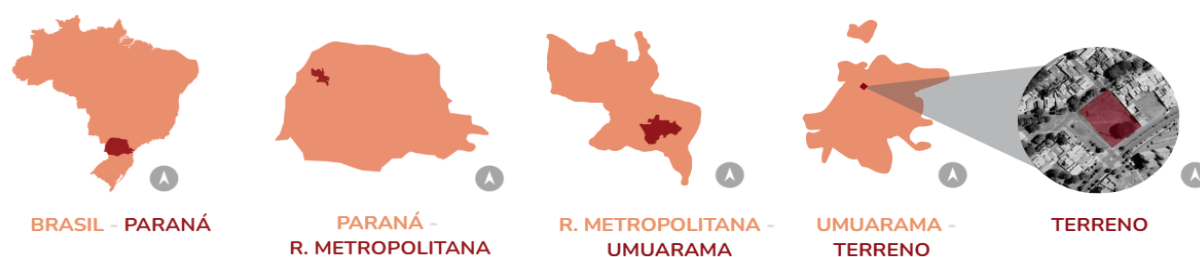 BRASIL - PARANÁ
PARANÁ -
R. METROPOLITANA
R. METROPOLITANA -
UMUARAMA
UMUARAMA -
TERRENO
TERRENO